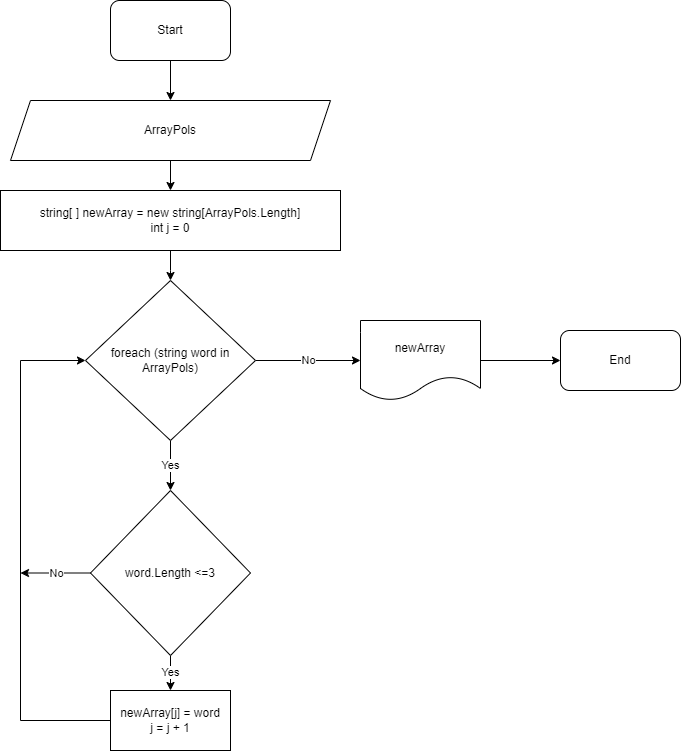 Start
ArrayPols
string[ ] newArray = new string[ArrayPols.Length]
int j = 0
foreach (string word in
ArrayPols)
No
newArray
End
Yes
word.Length <=3
No
Yes
newArray[j] = word
j = j + 1